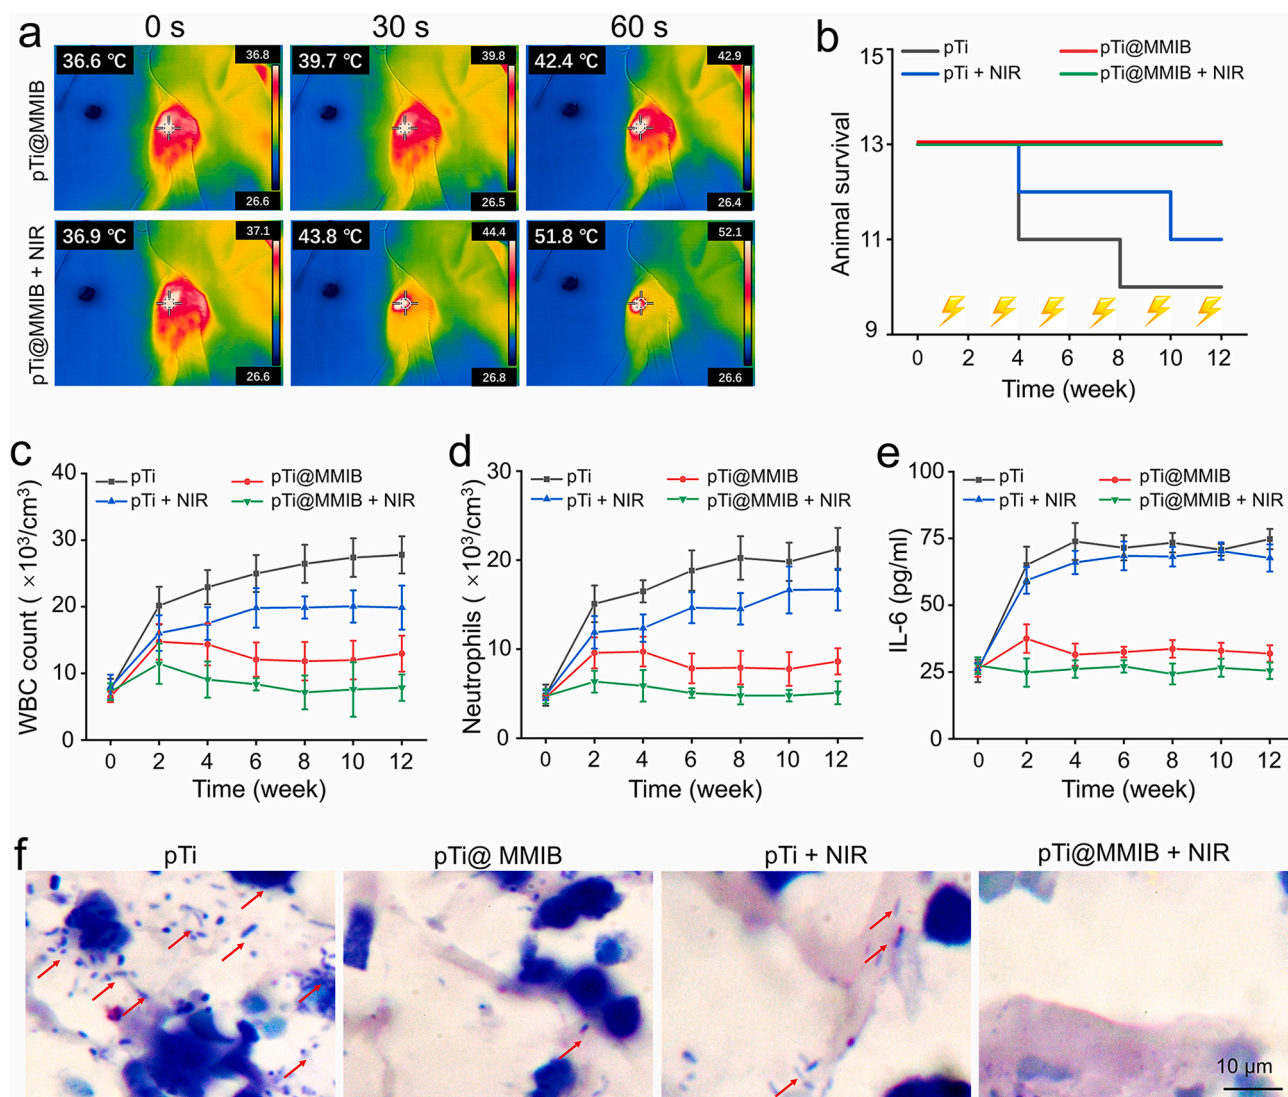 a
0 s
30 s
60 s
pTi@MMIB
36.6 °C
36.8
26.6
39.7 °C
39.8
26.5
42.4 °C
42.9
26.4
pTi@MMIB + NIR
36.9 °C
37.1
26.6
43.8 °C
44.4
26.8
51.8 °C
52.1
26.6
b
pTi
pTi@MMIB
pTi + NIR
pTi@MMIB + NIR
Animal survival
15
13
11
9
0 2 4 6 8 10 12
Time (week)
c
pTi
pTi@MMIB
pTi + NIR
pTi@MMIB + NIR
WBC count ( ×10³/cm³)
40
30
20
10
0
0 2 4 6 8 10 12
Time (week)
d
pTi
pTi@MMIB
pTi + NIR
pTi@MMIB + NIR
Neutrophils ( ×10³/cm³)
30
20
10
0
0 2 4 6 8 10 12
Time (week)
e
pTi
pTi@MMIB
pTi + NIR
pTi@MMIB + NIR
IL-6 (pg/ml)
100
75
50
25
0
0 2 4 6 8 10 12
Time (week)
f
pTi
pTi@ MMIB
pTi + NIR
pTi@MMIB + NIR
10 μm